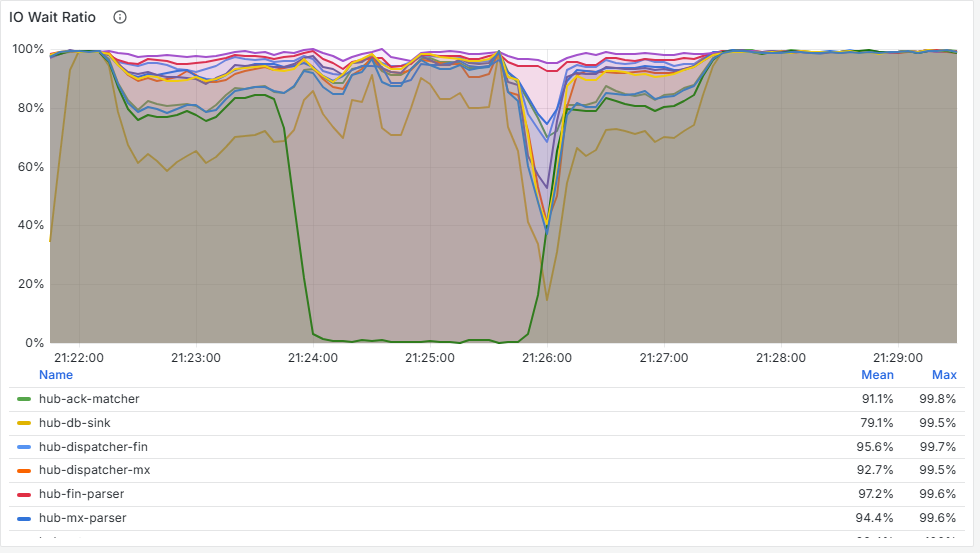 IO Wait Ratio
100%
80%
60%
40%
20%
0%
21:22:00 21:23:00 21:24:00 21:25:00 21:26:00 21:27:00 21:28:00 21:29:00
Name Mean Max
hub-ack-matcher 91.1% 99.8%
hub-db-sink 79.1% 99.5%
hub-dispatcher-fin 95.6% 99.7%
hub-dispatcher-mx 92.7% 99.5%
hub-fin-parser 97.2% 99.6%
hub-mx-parser 94.4% 99.6%